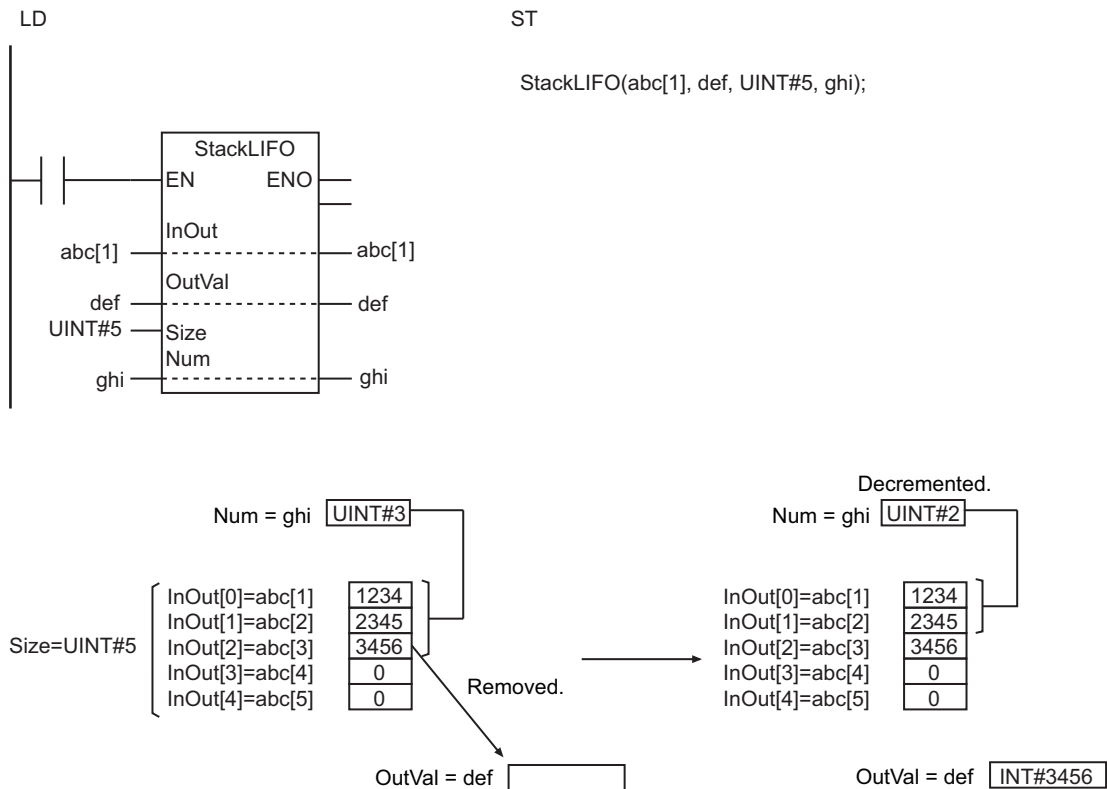 LD
ST
StackLIFO(abc[1], def, UINT#5, ghi);
StackLIFO
EN ENO
InOut
abc[1] abc[1]
OutVal
def def
UINT#5 Size
Num
ghi ghi
Decremented.
Num = ghi UINT#3
Num = ghi UINT#2
Size=UINT#5
InOut[0]=abc[1] 1234
InOut[1]=abc[2] 2345
InOut[2]=abc[3] 3456
InOut[3]=abc[4] 0
InOut[4]=abc[5] 0
Removed.
OutVal = def
InOut[0]=abc[1] 1234
InOut[1]=abc[2] 2345
InOut[2]=abc[3] 3456
InOut[3]=abc[4] 0
InOut[4]=abc[5] 0
OutVal = def INT#3456